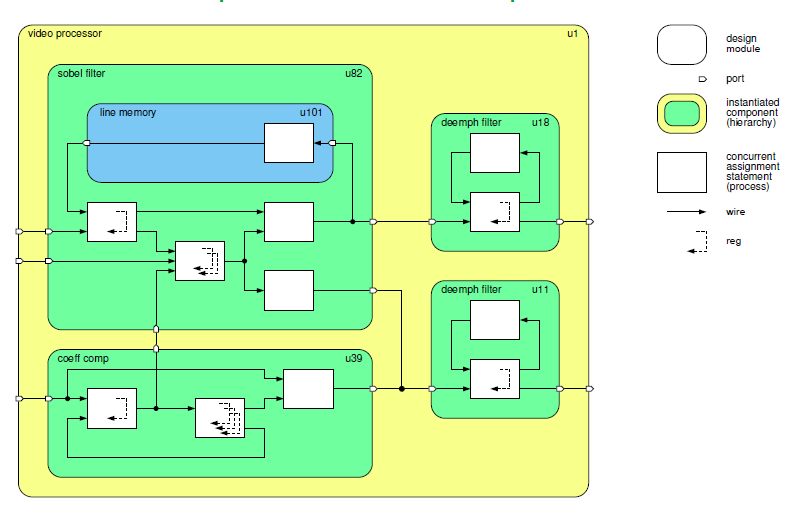 video processor
u1
sobel filter
u82
line memory
u101
deemph filter
u18
deemph filter
u11
coeff comp
u39
design
module
port
instantiated
component
(hierarchy)
concurrent
assignment
statement
(process)
wire
reg